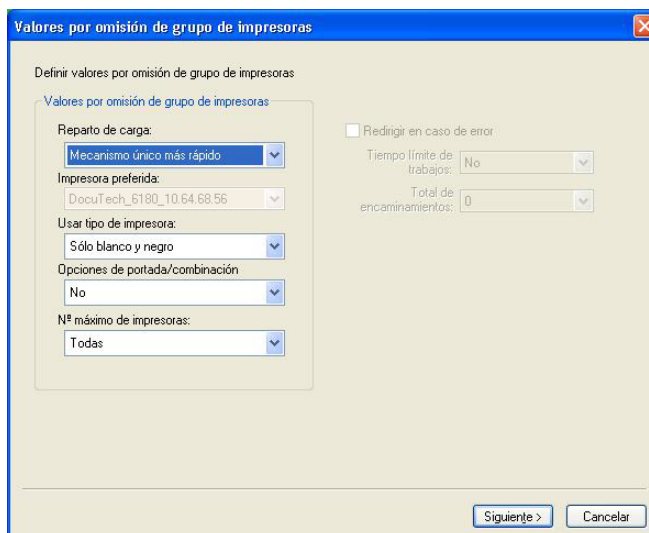 Valores por omisión de grupo de impresoras
Definir valores por omisión de grupo de impresoras
Valores por omisión de grupo de impresoras
Reparto de carga:
Mecanismo único más rápido
Impresora preferida:
DocuTech_6180_10.64.68.56
Usar tipo de impresora:
Sólo blanco y negro
Opciones de portada/combinación
No
Nº máximo de impresoras:
Todas
Redirigir en caso de error
Tiempo límite de
trabajos:
No
Total de
encaminamientos:
0
Siguiente >
Cancelar